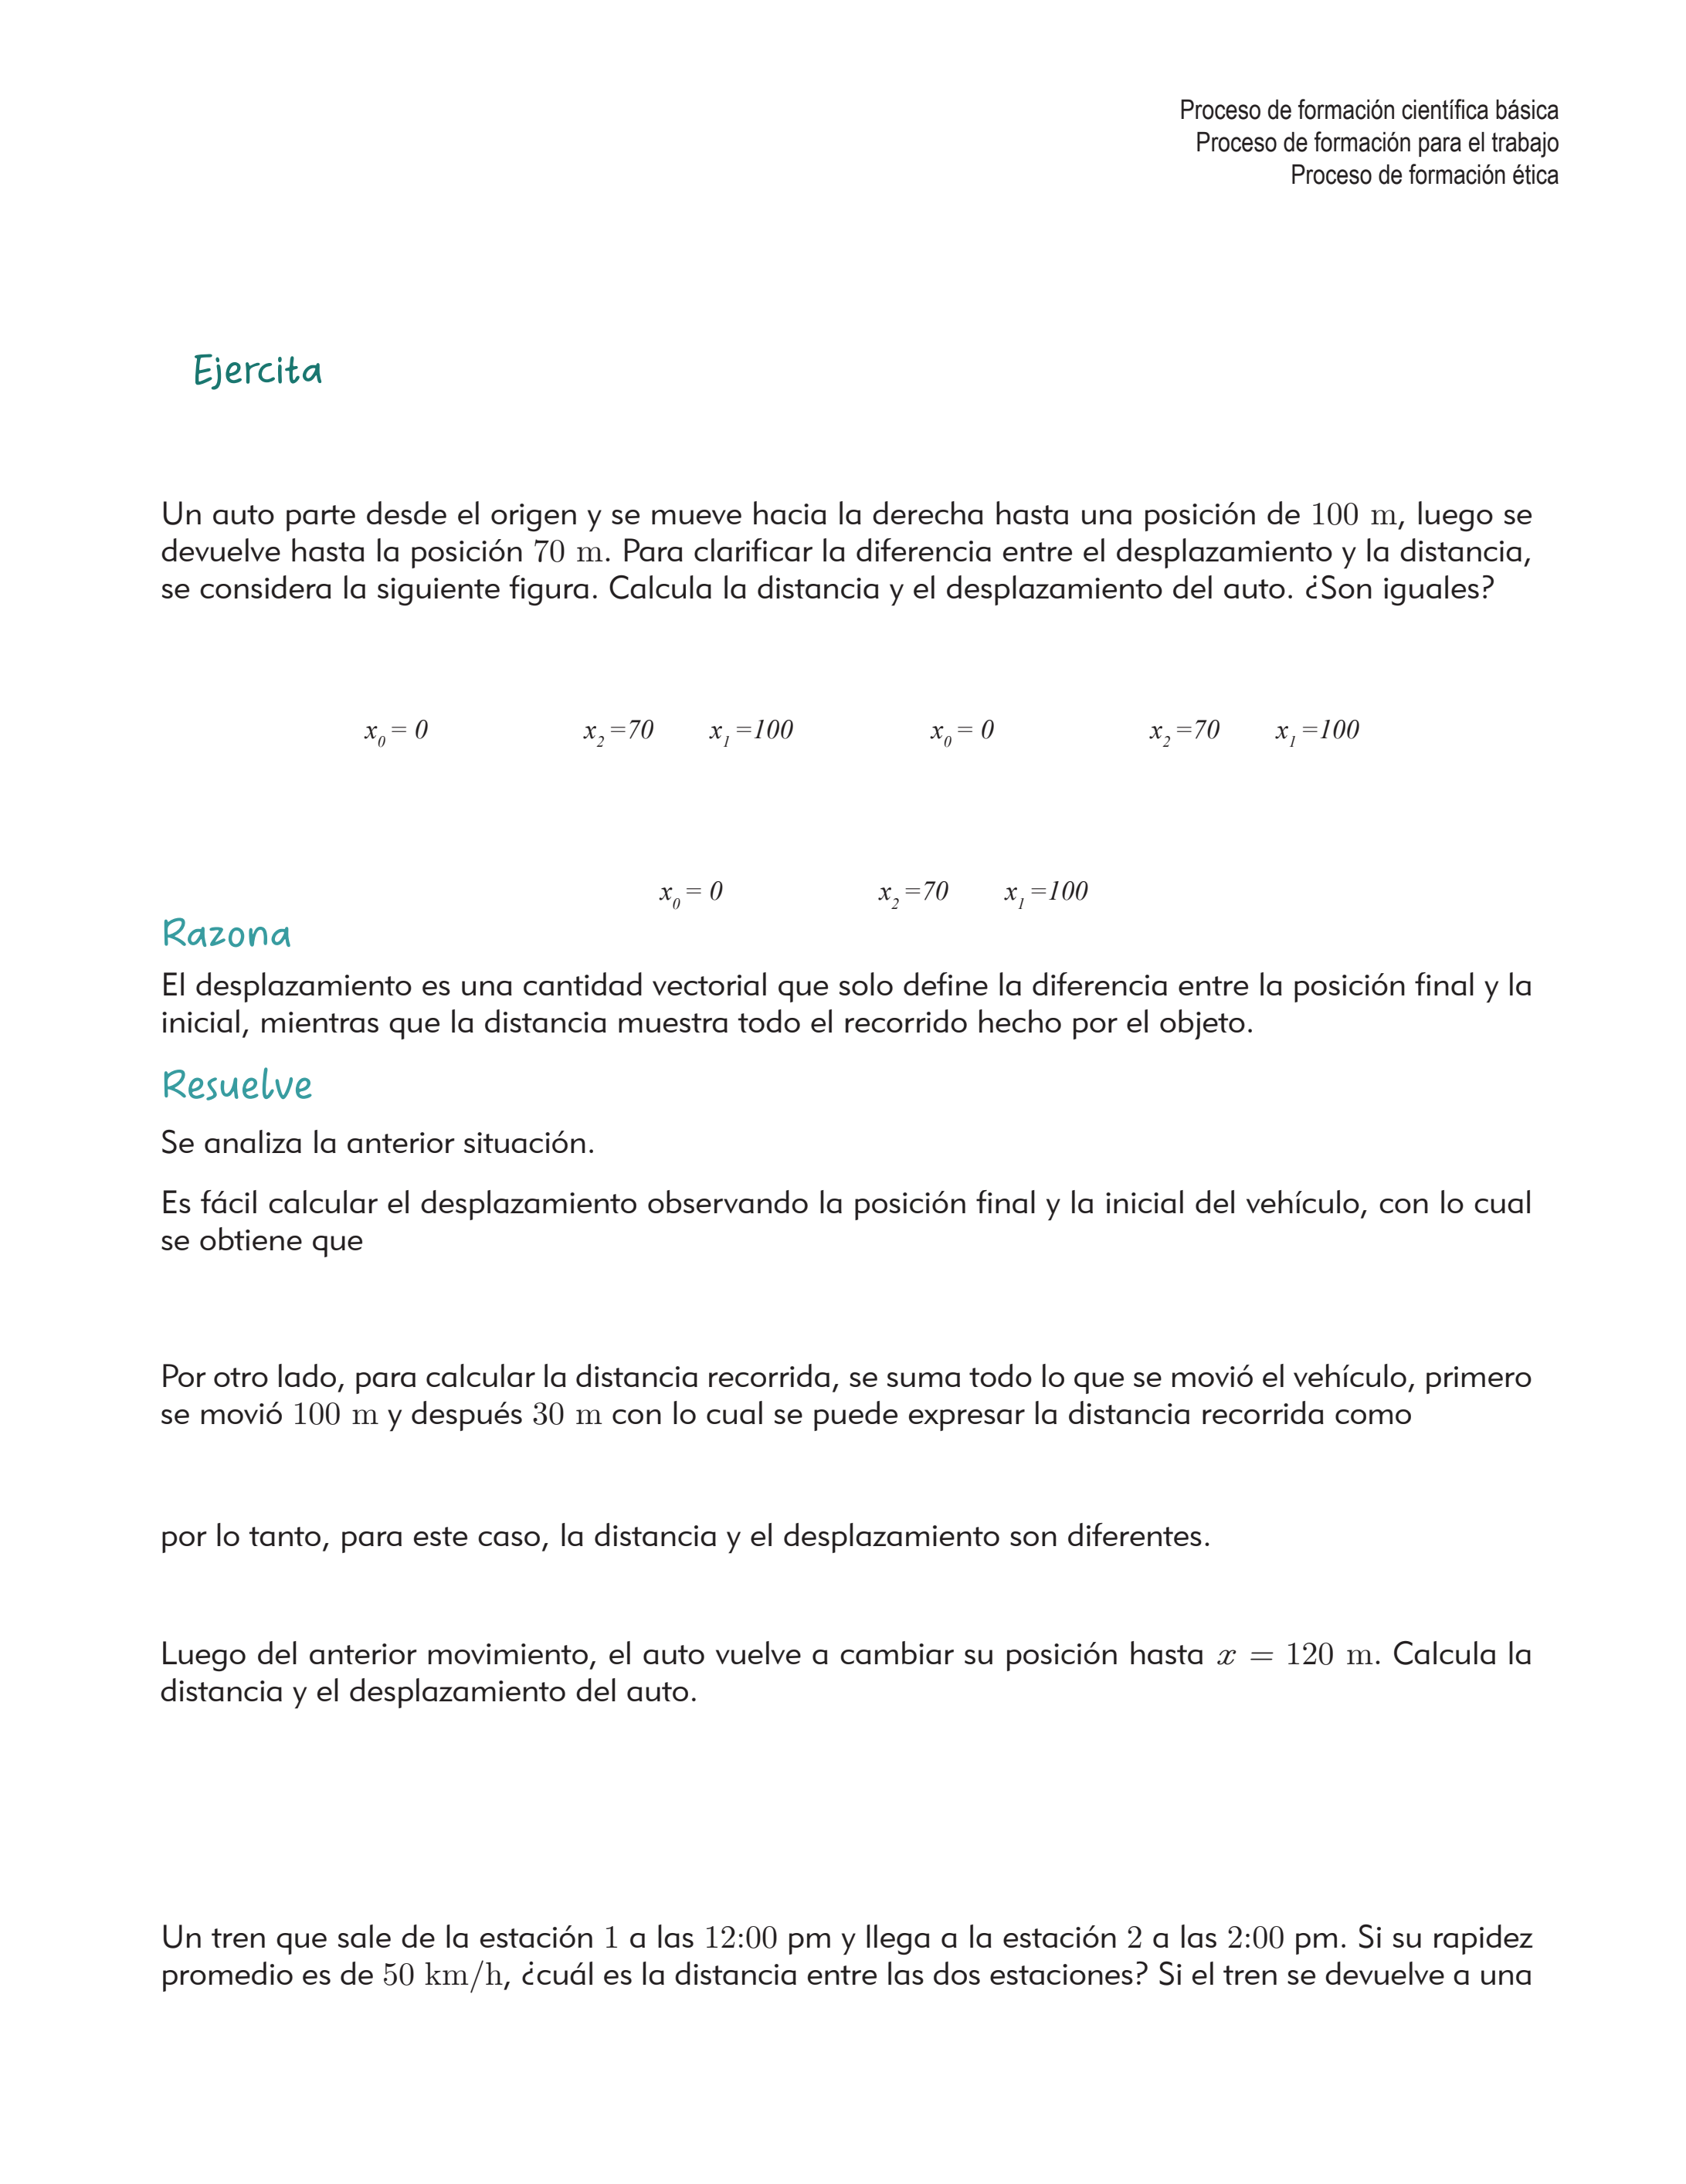 Proceso de formación científica básica
Proceso de formación para el trabajo
Proceso de formación ética
Ejercita
Un auto parte desde el origen y se mueve hacia la derecha hasta una posición de 100 m, luego se
devuelve hasta la posición 70 m. Para clarificar la diferencia entre el desplazamiento y la distancia,
se considera la siguiente figura. Calcula la distancia y el desplazamiento del auto. ¿Son iguales?
x₀ = 0 x₂ =70 x₁ =100 x₀ = 0 x₂ =70 x₁ =100
x₀ = 0 x₂ =70 x₁ =100
Razona
El desplazamiento es una cantidad vectorial que solo define la diferencia entre la posición final y la
inicial, mientras que la distancia muestra todo el recorrido hecho por el objeto.
Resuelve
Se analiza la anterior situación.
Es fácil calcular el desplazamiento observando la posición final y la inicial del vehículo, con lo cual
se obtiene que
Por otro lado, para calcular la distancia recorrida, se suma todo lo que se movió el vehículo, primero
se movió 100 m y después 30 m con lo cual se puede expresar la distancia recorrida como
por lo tanto, para este caso, la distancia y el desplazamiento son diferentes.
Luego del anterior movimiento, el auto vuelve a cambiar su posición hasta x = 120 m. Calcula la
distancia y el desplazamiento del auto.
Un tren que sale de la estación 1 a las 12:00 pm y llega a la estación 2 a las 2:00 pm. Si su rapidez
promedio es de 50 km/h, ¿cuál es la distancia entre las dos estaciones? Si el tren se devuelve a una